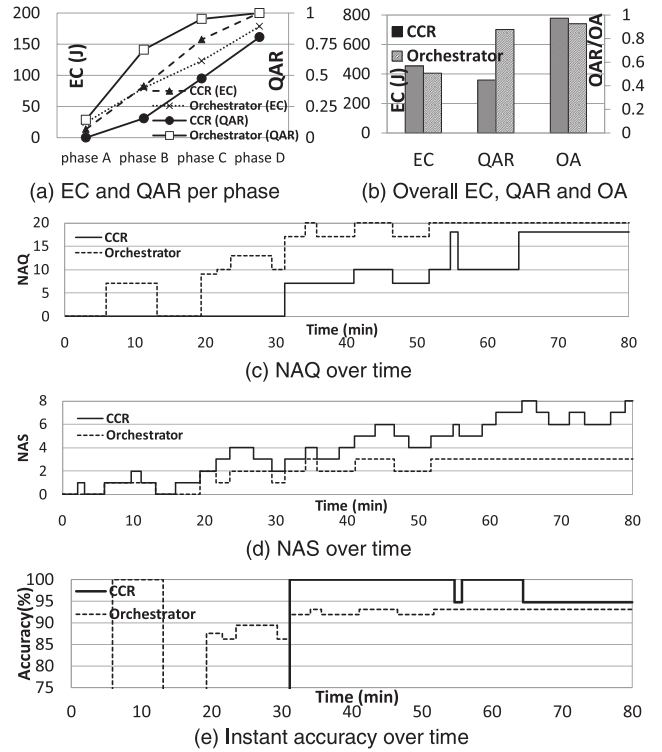 EC (J)
200
150
100
50
0
1
0.75
0.5
0.25
0
QAR
CCR (EC)
Orchestrator (EC)
CCR (QAR)
Orchestrator (QAR)
phase A phase B phase C phase D
(a) EC and QAR per phase
EC (J)
800
600
400
200
0
1
0.8
0.6
0.4
0.2
0
OAR/OA
CCR
Orchestrator
EC QAR OA
(b) Overall EC, QAR and OA
NAQ
20
15
10
5
0
CCR
Orchestrator
0 10 20 30 40 50 60 70 80
Time (min)
(c) NAQ over time
NAS
8
6
4
2
0
CCR
Orchestrator
Time (min)
0 10 20 30 40 50 60 70 80
(d) NAS over time
Accuracy(%)
100
95
90
85
80
75
CCR
Orchestrator
Time (min)
0 10 20 30 40 50 60 70 80
(e) Instant accuracy over time